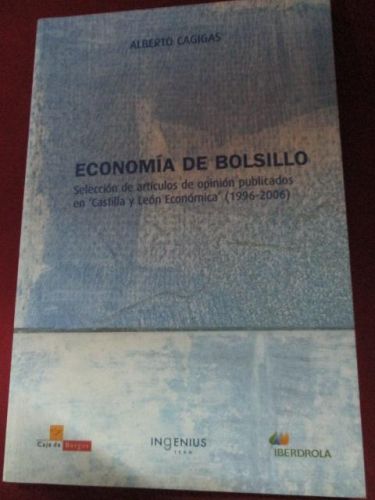 ALBERTO CAGIGAS
ECONOMÍA DE BOLSILLO
Selección de artículos de opinión publicados
en 'Castilla y León Económica' (1996-2006)
Caja de Burgos
INGENIUS
TEAM
IBERDROLA